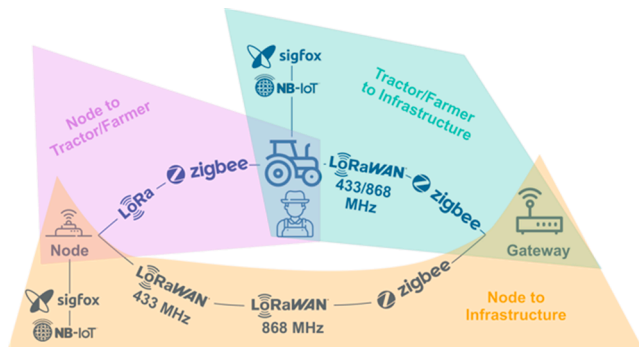 sigfox
NB-IoT
Tractor/Farmer
to Infrastructure
Node to
Tractor/Farmer
LoRa
zigbee
LoRaWAN
433/868
MHz
zigbee
Node
Gateway
sigfox
NB-IoT
LoRaWAN
433 MHz
LoRaWAN
868 MHz
zigbee
Node to
Infrastructure